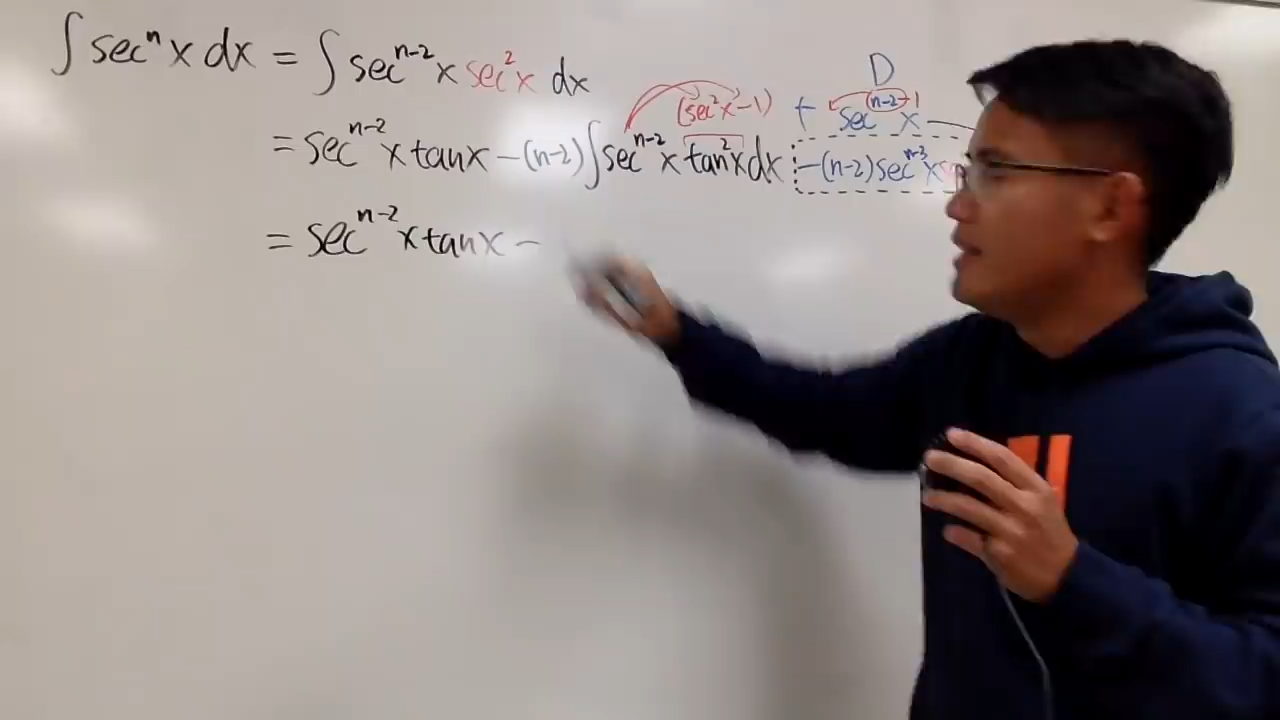 ∫ secⁿ x dx = ∫ secⁿ⁻² x sec² x dx
D
(sec² x − 1) + sec ⁿ⁻² x −1
= secⁿ⁻² x tan x − (n−2) ∫ secⁿ⁻² x tan² x dx
−(n−2) secⁿ⁻³ x
= secⁿ⁻² x tan x −